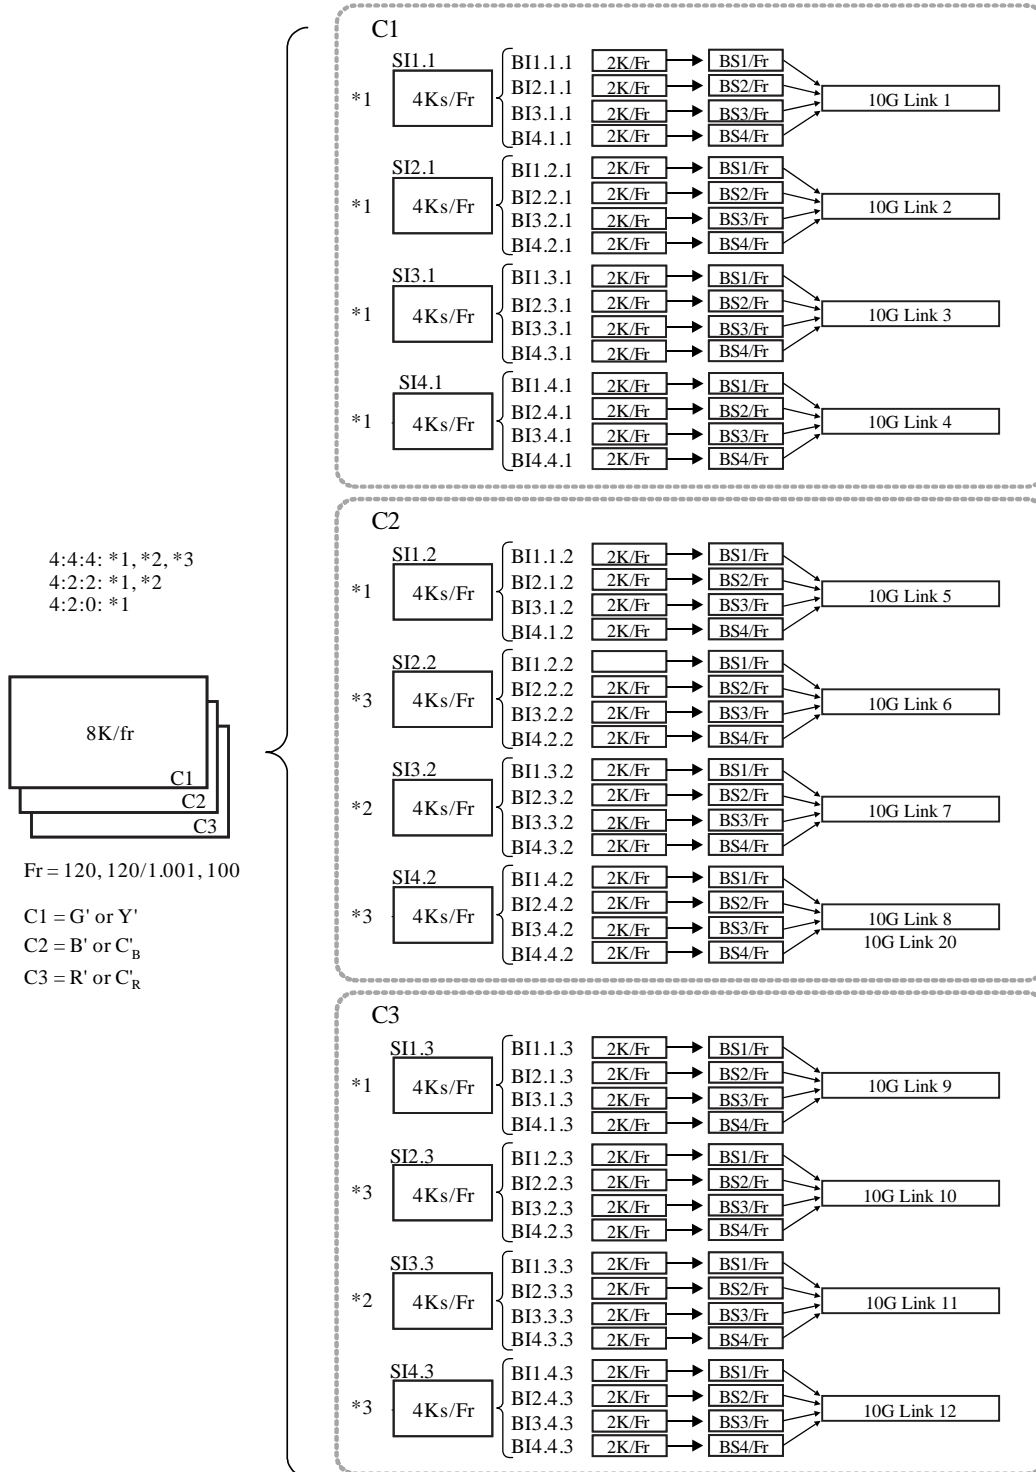 4:4:4: *1, *2, *3
4:2:2: *1, *2
4:2:0: *1
8K/fr
C1
C2
C3
Fr = 120, 120/1.001, 100
C1 = G' or Y'
C2 = B' or C'B
C3 = R' or C'R
C1
SI1.1
*1
4Ks/Fr
BI1.1.1 2K/Fr BS1/Fr
BI2.1.1 2K/Fr BS2/Fr
BI3.1.1 2K/Fr BS3/Fr
BI4.1.1 2K/Fr BS4/Fr
10G Link 1
SI2.1
*1
4Ks/Fr
BI1.2.1 2K/Fr BS1/Fr
BI2.2.1 2K/Fr BS2/Fr
BI3.2.1 2K/Fr BS3/Fr
BI4.2.1 2K/Fr BS4/Fr
10G Link 2
SI3.1
*1
4Ks/Fr
BI1.3.1 2K/Fr BS1/Fr
BI2.3.1 2K/Fr BS2/Fr
BI3.3.1 2K/Fr BS3/Fr
BI4.3.1 2K/Fr BS4/Fr
10G Link 3
SI4.1
*1
4Ks/Fr
BI1.4.1 2K/Fr BS1/Fr
BI2.4.1 2K/Fr BS2/Fr
BI3.4.1 2K/Fr BS3/Fr
BI4.4.1 2K/Fr BS4/Fr
10G Link 4
C2
SI1.2
*1
4Ks/Fr
BI1.1.2 2K/Fr BS1/Fr
BI2.1.2 2K/Fr BS2/Fr
BI3.1.2 2K/Fr BS3/Fr
BI4.1.2 2K/Fr BS4/Fr
10G Link 5
SI2.2
*3
4Ks/Fr
BI1.2.2 BS1/Fr
BI2.2.2 2K/Fr BS2/Fr
BI3.2.2 2K/Fr BS3/Fr
BI4.2.2 2K/Fr BS4/Fr
10G Link 6
SI3.2
*2
4Ks/Fr
BI1.3.2 2K/Fr BS1/Fr
BI2.3.2 2K/Fr BS2/Fr
BI3.3.2 2K/Fr BS3/Fr
BI4.3.2 2K/Fr BS4/Fr
10G Link 7
SI4.2
*3
4Ks/Fr
BI1.4.2 2K/Fr BS1/Fr
BI2.4.2 2K/Fr BS2/Fr
BI3.4.2 2K/Fr BS3/Fr
BI4.4.2 2K/Fr BS4/Fr
10G Link 8
10G Link 20
C3
SI1.3
*1
4Ks/Fr
BI1.1.3 2K/Fr BS1/Fr
BI2.1.3 2K/Fr BS2/Fr
BI3.1.3 2K/Fr BS3/Fr
BI4.1.3 2K/Fr BS4/Fr
10G Link 9
SI2.3
*3
4Ks/Fr
BI1.2.3 2K/Fr BS1/Fr
BI2.2.3 2K/Fr BS2/Fr
BI3.2.3 2K/Fr BS3/Fr
BI4.2.3 2K/Fr BS4/Fr
10G Link 10
SI3.3
*2
4Ks/Fr
BI1.3.3 2K/Fr BS1/Fr
BI2.3.3 2K/Fr BS2/Fr
BI3.3.3 2K/Fr BS3/Fr
BI4.3.3 2K/Fr BS4/Fr
10G Link 11
SI4.3
*3
4Ks/Fr
BI1.4.3 2K/Fr BS1/Fr
BI2.4.3 2K/Fr BS2/Fr
BI3.4.3 2K/Fr BS3/Fr
BI4.4.3 2K/Fr BS4/Fr
10G Link 12